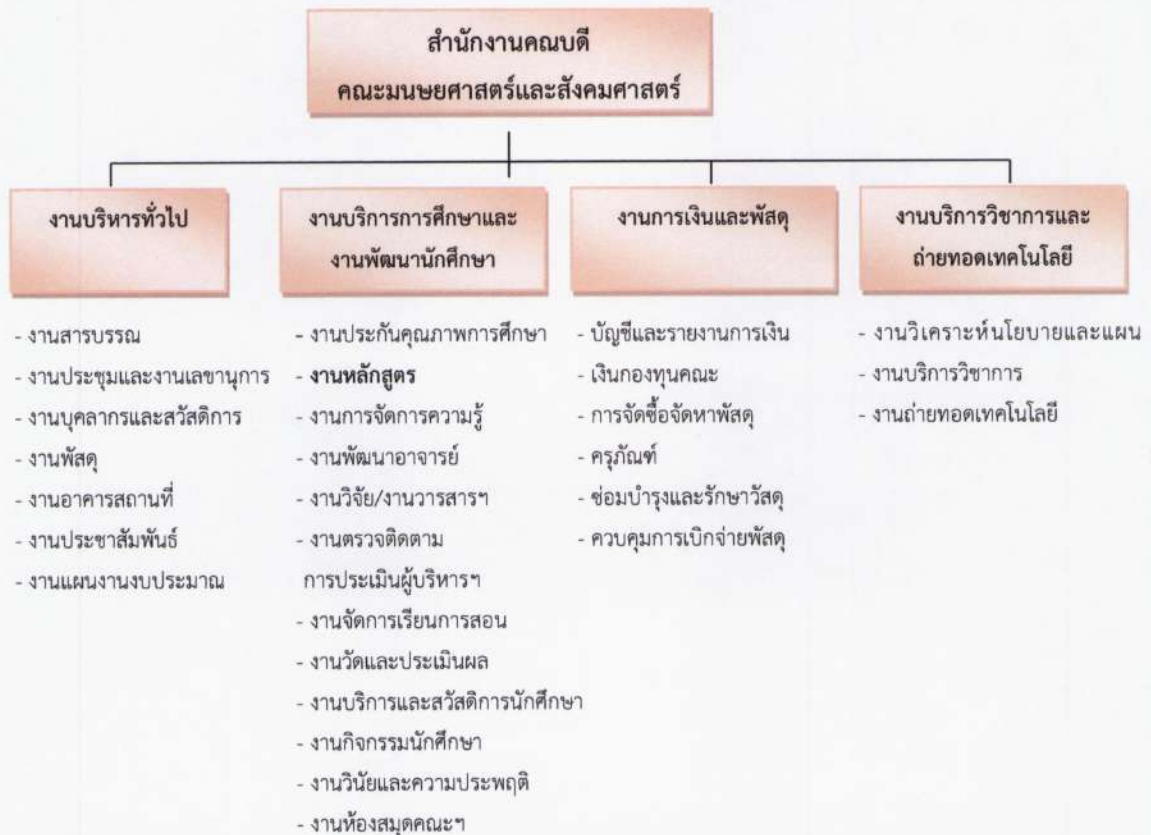 สำนักงานคณบดี
คณะมนษยศาสตร์และสังคมศาสตร์
งานบริหารทั่วไป
- งานสารบรรณ
- งานประชุมและงานเลขานุการ
- งานบุคลากรและสวัสดิการ
- งานพัสดุ
- งานอาคารสถานที่
- งานประชาสัมพันธ์
- งานแผนงานงบประมาณ
งานบริการการศึกษาและ
งานพัฒนานักศึกษา
- งานประกันคุณภาพการศึกษา
- งานหลักสูตร
- งานการจัดการความรู้
- งานพัฒนาอาจารย์
- งานวิจัย/งานวารสารฯ
- งานตรวจติดตาม
การประเมินผู้บริหารฯ
- งานจัดการเรียนการสอน
- งานวัดและประเมินผล
- งานบริการและสวัสดิการนักศึกษา
- งานกิจกรรมนักศึกษา
- งานวินัยและความประพฤติ
- งานห้องสมุดคณะฯ
งานการเงินและพัสดุ
- บัญชีและรายงานการเงิน
- เงินกองทุนคณะ
- การจัดซื้อจัดหาพัสดุ
- ครุภัณฑ์
- ซ่อมบำรุงและรักษาวัสดุ
- ควบคุมการเบิกจ่ายพัสดุ
งานบริการวิชาการและ
ถ่ายทอดเทคโนโลยี
- งานวิเคราะห์นโยบายและแผน
- งานบริการวิชาการ
- งานถ่ายทอดเทคโนโลยี